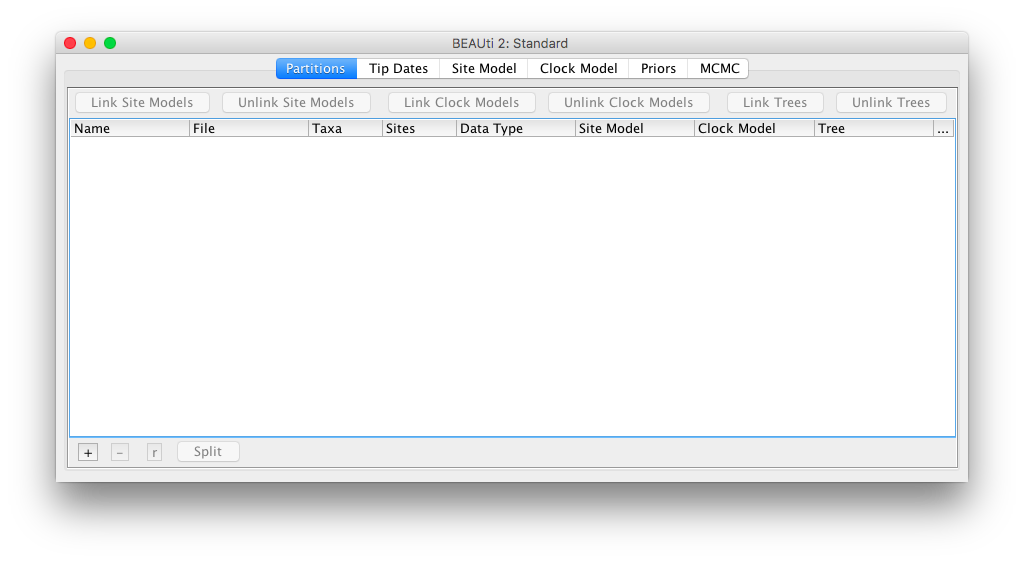 BEAUti 2: Standard
Partitions Tip Dates Site Model Clock Model Priors MCMC
Link Site Models Unlink Site Models Link Clock Models Unlink Clock Models Link Trees Unlink Trees
Name File Taxa Sites Data Type Site Model Clock Model Tree ...
+ - r Split